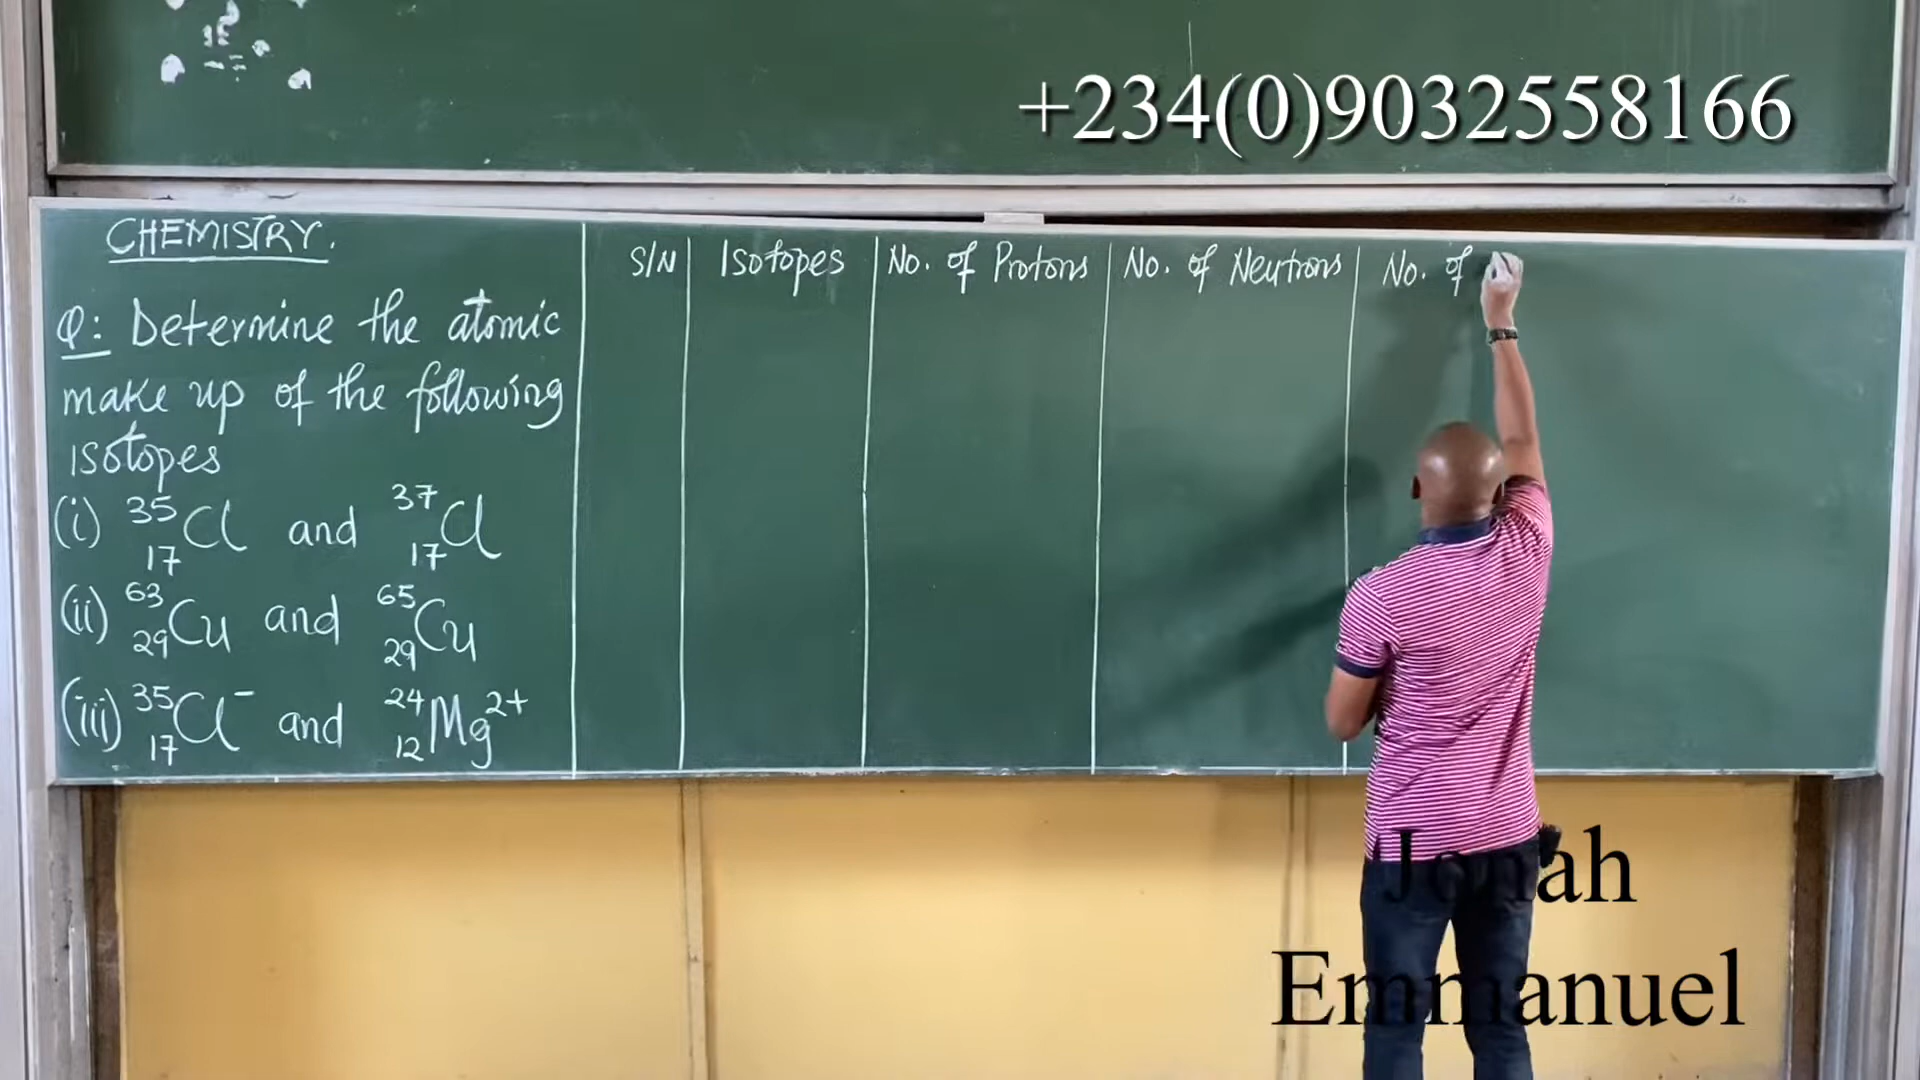 +234(0)9032558166
CHEMISTRY.
Q: Determine the atomic
make up of the following
isotopes
(i) ³⁵₁₇Cl and ³⁷₁₇Cl
(ii) ⁶³₂₉Cu and ⁶⁵₂₉Cu
(iii) ³⁵₁₇Cl⁻ and ²⁴₁₂Mg²⁺
S/N Isotopes No. of Protons No. of Neutrons No. of
Jonah
Emmanuel